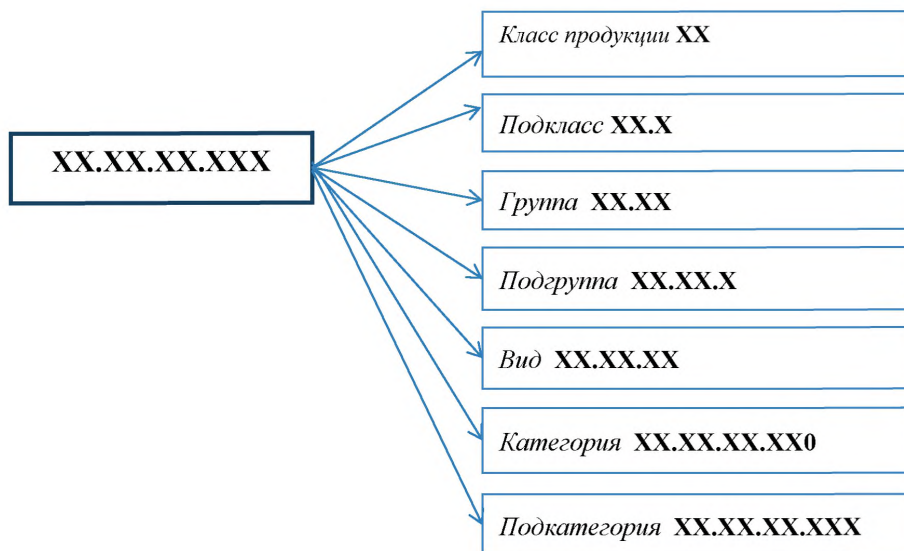 XX.XX.XX.XXX
Класс продукции XX
Подкласс XX.X
Группа XX.XX
Подгруппа XX.XX.X
Вид XX.XX.XX
Категория XX.XX.XX.XX0
Подкатегория XX.XX.XX.XXX